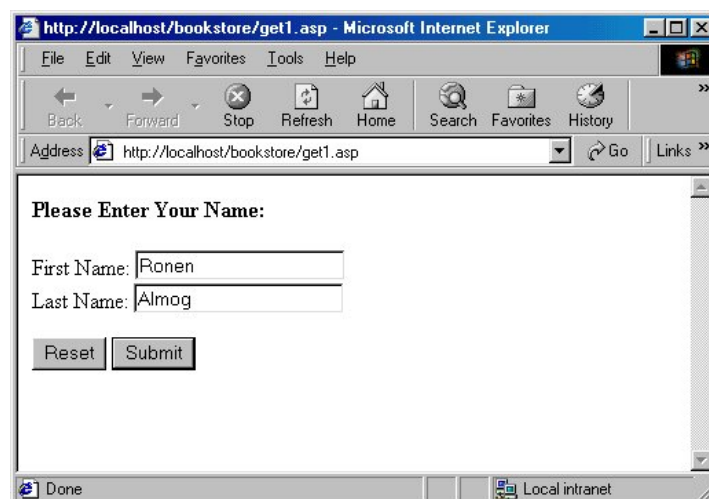 http://localhost/bookstore/get1.asp - Microsoft Internet Explorer
File Edit View Favorites Tools Help
Back Forward Stop Refresh Home Search Favorites History »
Address http://localhost/bookstore/get1.asp Go Links »
Please Enter Your Name:
First Name: Ronen
Last Name: Almog
Reset Submit
Done Local intranet